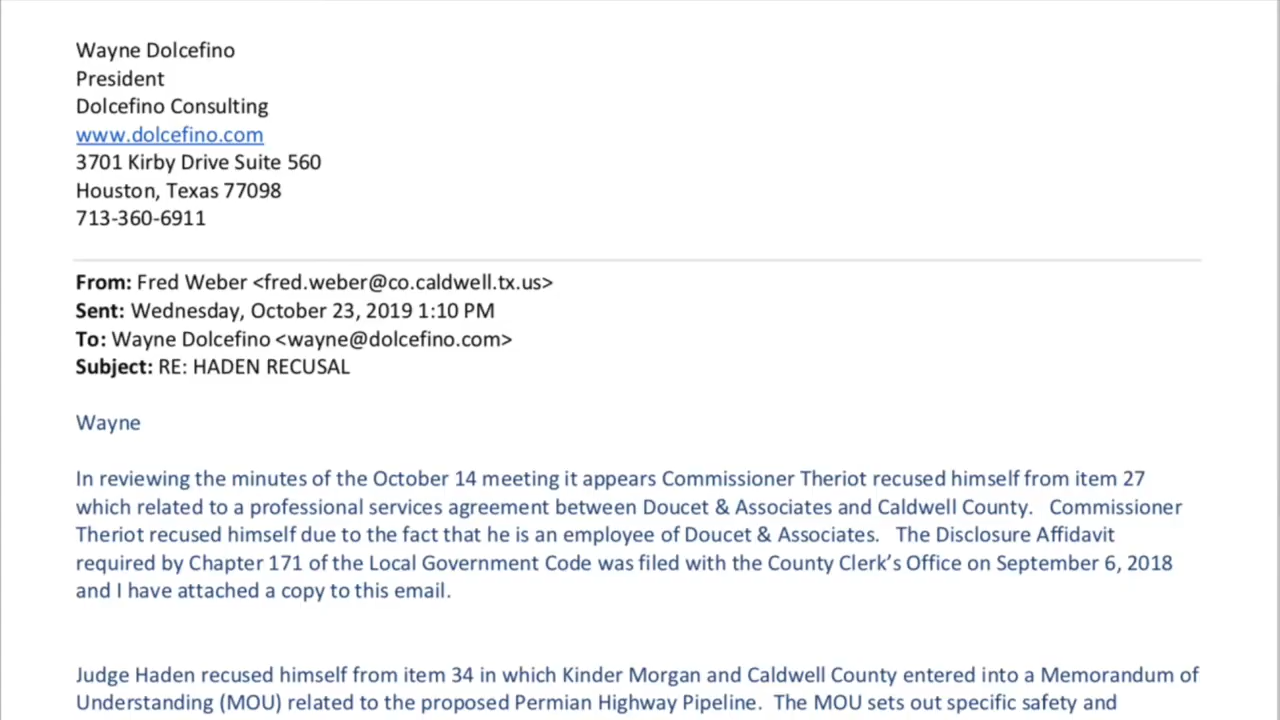 Wayne Dolcefino
President
Dolcefino Consulting
www.dolcefino.com
3701 Kirby Drive Suite 560
Houston, Texas 77098
713-360-6911
From: Fred Weber <fred.weber@co.caldwell.tx.us>
Sent: Wednesday, October 23, 2019 1:10 PM
To: Wayne Dolcefino <wayne@dolcefino.com>
Subject: RE: HADEN RECUSAL
Wayne
In reviewing the minutes of the October 14 meeting it appears Commissioner Theriot recused himself from item 27
which related to a professional services agreement between Doucet & Associates and Caldwell County.   Commissioner
Theriot recused himself due to the fact that he is an employee of Doucet & Associates.   The Disclosure Affidavit
required by Chapter 171 of the Local Government Code was filed with the County Clerk’s Office on September 6, 2018
and I have attached a copy to this email.
Judge Haden recused himself from item 34 in which Kinder Morgan and Caldwell County entered into a Memorandum of
Understanding (MOU) related to the proposed Permian Highway Pipeline.  The MOU sets out specific safety and